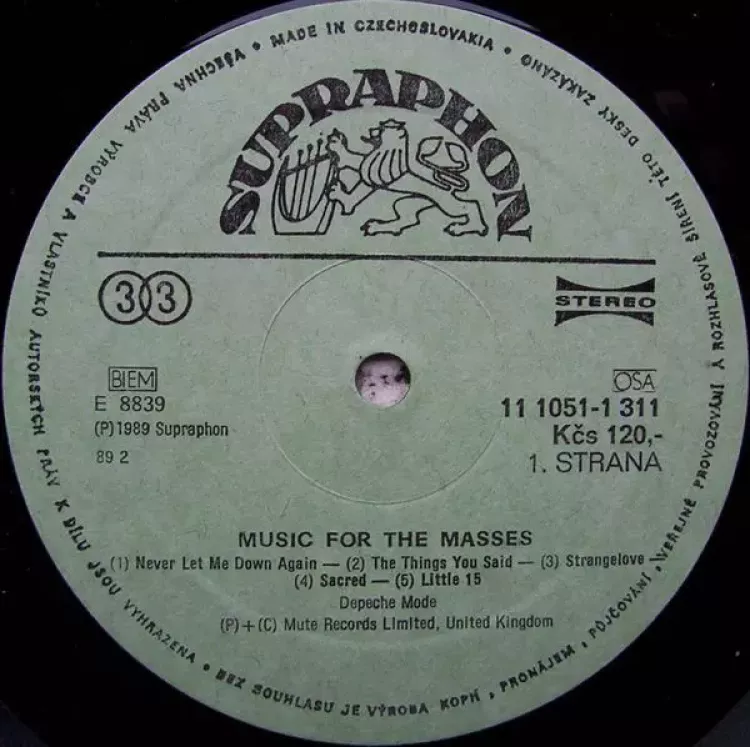 VŠECHNA PRÁVA VÝROBCE A VLASTNÍKŮ AUTORSKÝCH PRÁV K DÍLU JSOU VYHRAZENA • BEZ SOUHLASU JE VÝROBA KOPIÍ, PRONÁJEM, PŮJČOVÁNÍ, VEŘEJNÉ PROVOZOVÁNÍ A ROZHLASOVÉ ŠÍŘENÍ TÉTO DESKY ZAKÁZÁNO • MADE IN CZECHOSLOVAKIA •
SUPRAPHON
33
STEREO
BIEM
OSA
E 8839
11 1051-1 311
(P)1989 Supraphon
Kčs 120,-
89 2
1. STRANA
MUSIC FOR THE MASSES
(1) Never Let Me Down Again — (2) The Things You Said — (3) Strangelove —
(4) Sacred — (5) Little 15
Depeche Mode
(P)+(C) Mute Records Limited, United Kingdom